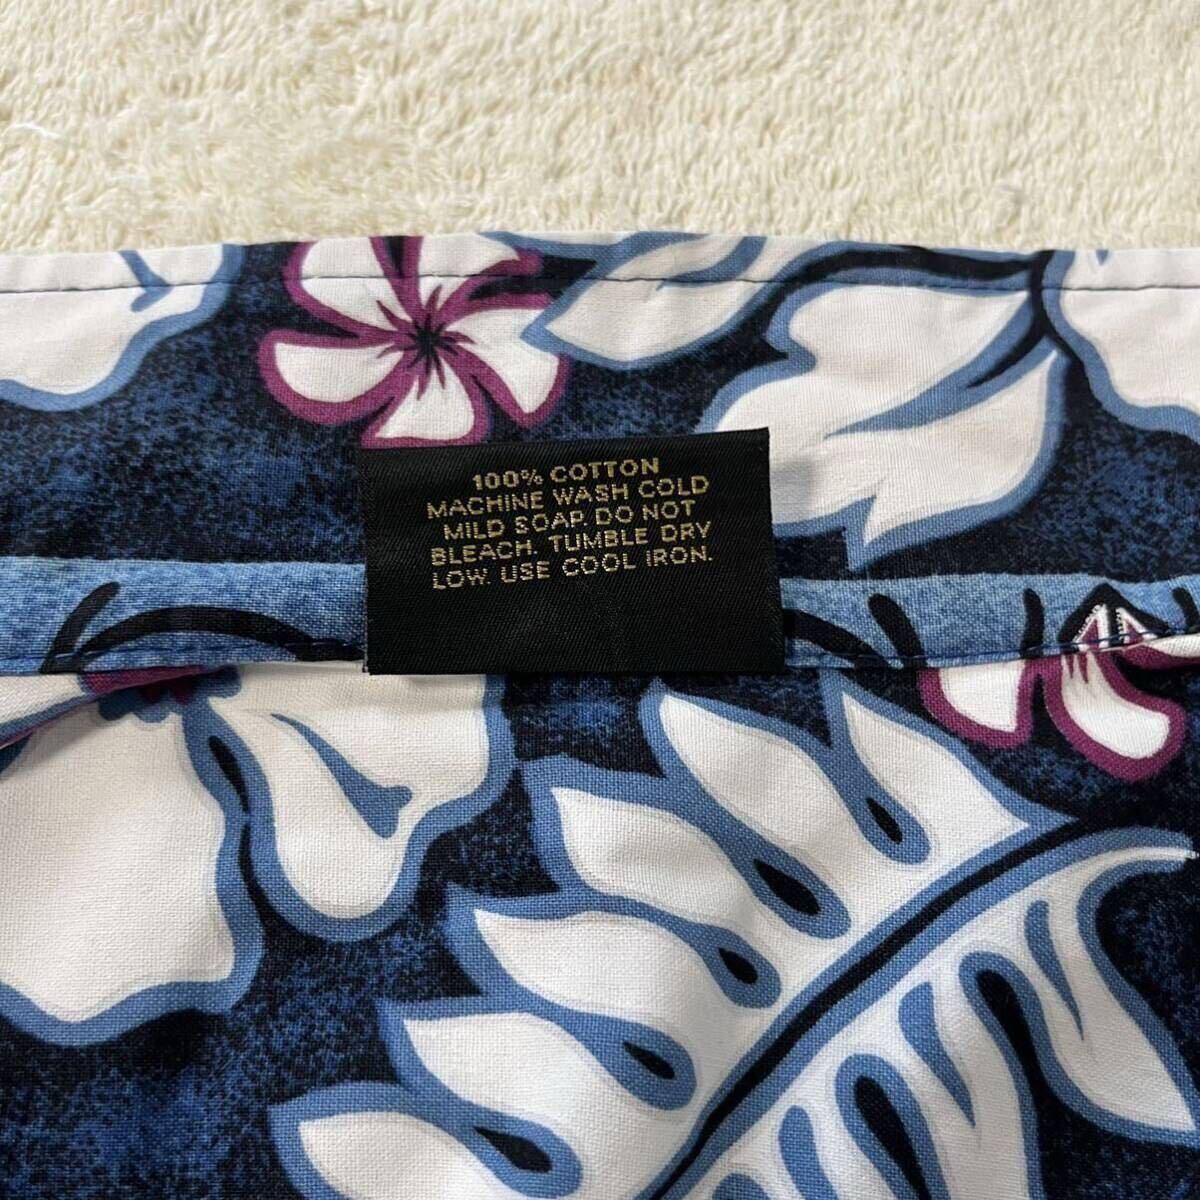 100% COTTON
MACHINE WASH COLD
MILD SOAP. DO NOT
BLEACH. TUMBLE DRY
LOW. USE COOL IRON.